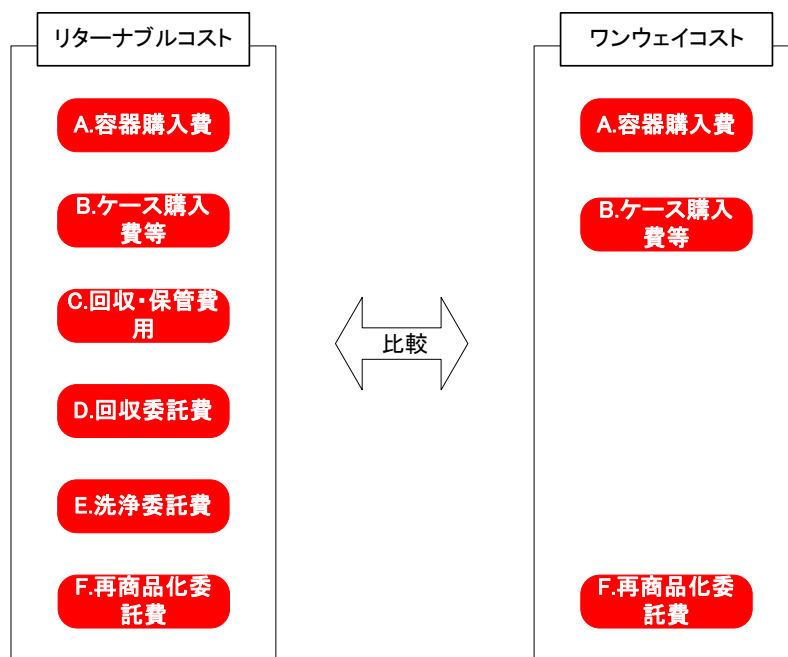 リターナブルコスト
A.容器購入費
B.ケース購入
費等
C.回収・保管費
用
D.回収委託費
E.洗浄委託費
F.再商品化委
託費
比較
ワンウェイコスト
A.容器購入費
B.ケース購入
費等
F.再商品化委
託費